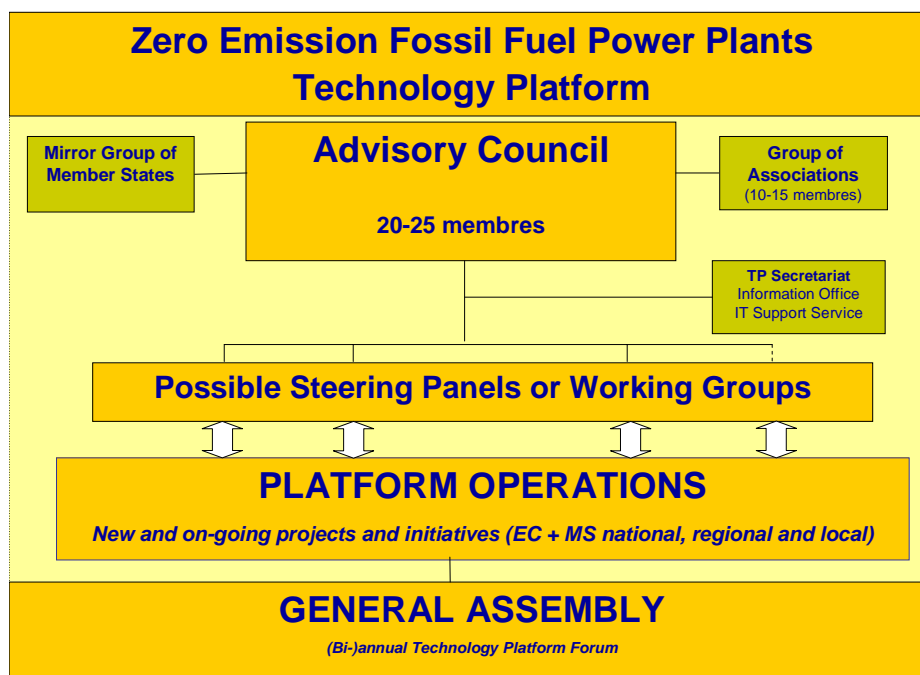 Zero Emission Fossil Fuel Power Plants
Technology Platform
Mirror Group of
Member States
Advisory Council
20-25 membres
Group of
Associations
(10-15 membres)
TP Secretariat
Information Office
IT Support Service
Possible Steering Panels or Working Groups
PLATFORM OPERATIONS
New and on-going projects and initiatives (EC + MS national, regional and local)
GENERAL ASSEMBLY
(Bi-)annual Technology Platform Forum